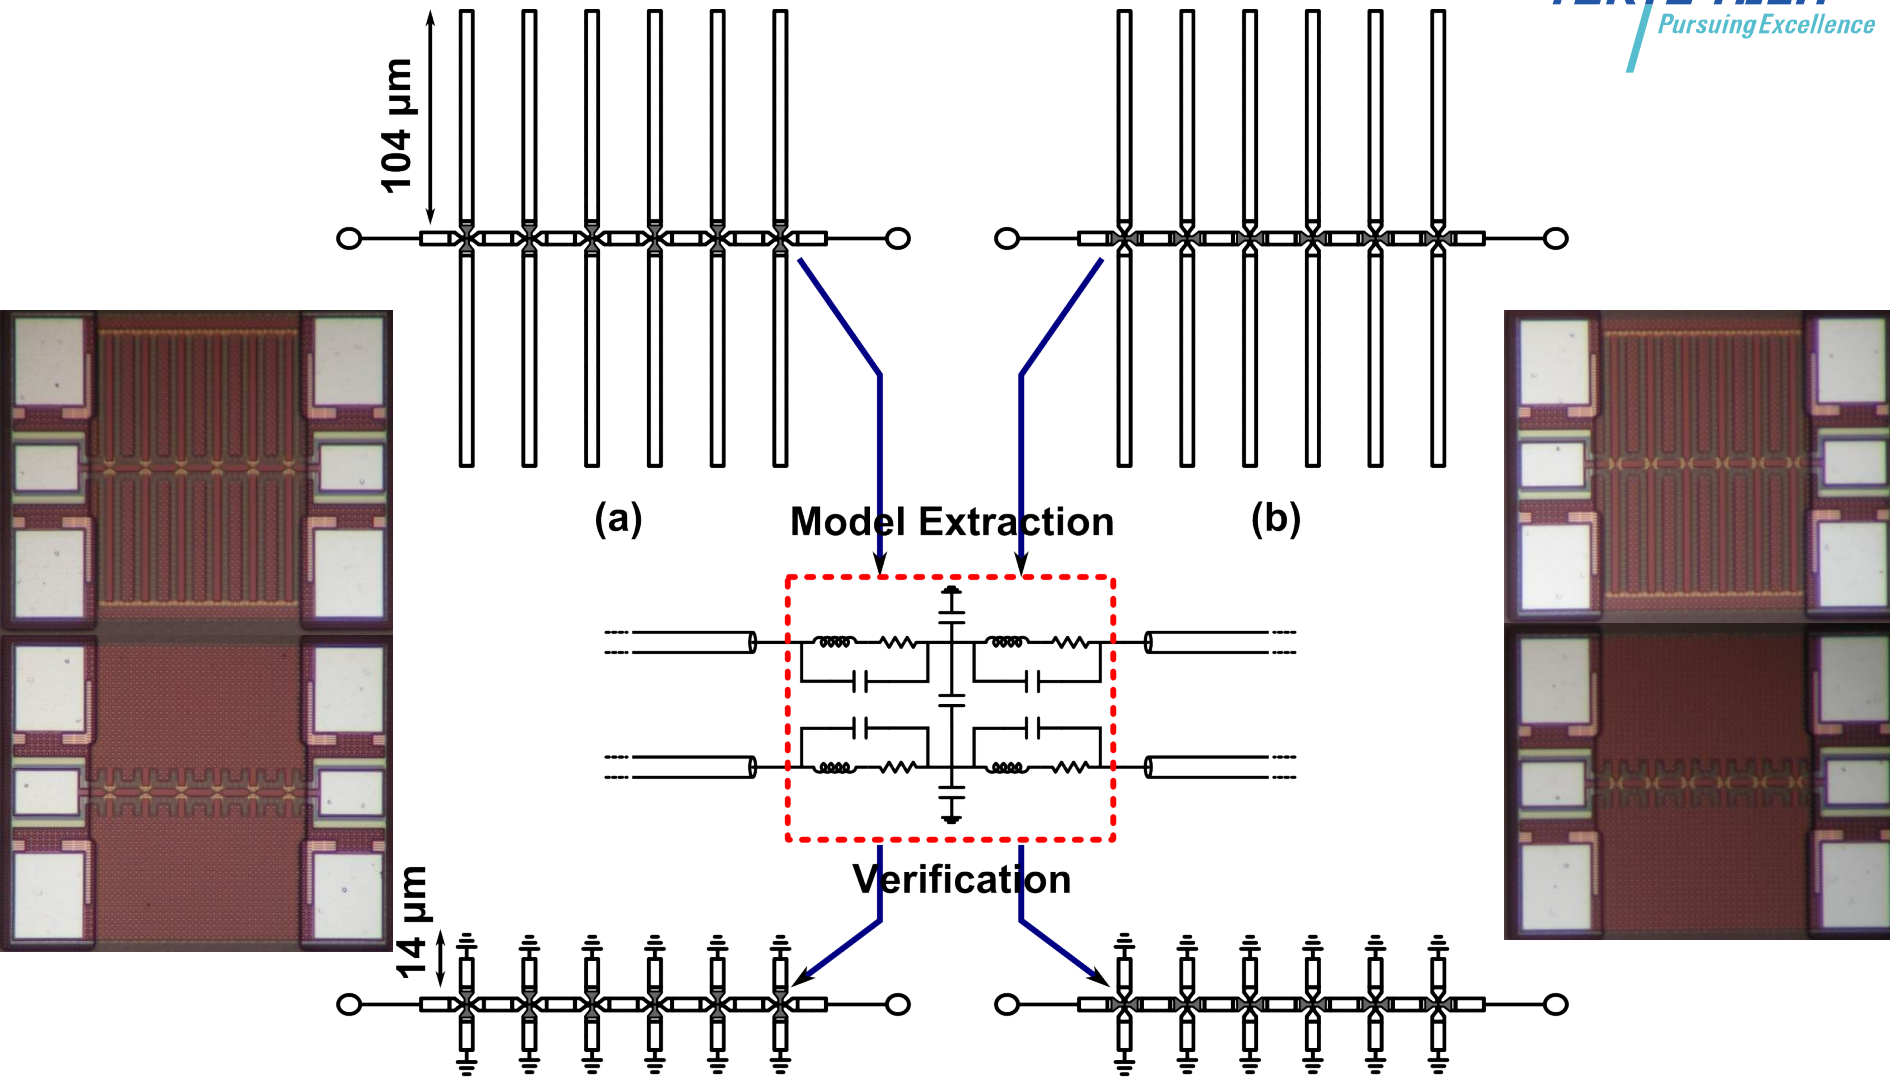 Pursuing Excellence
104 µm
(a)
(b)
Model Extraction
Verification
14 µm